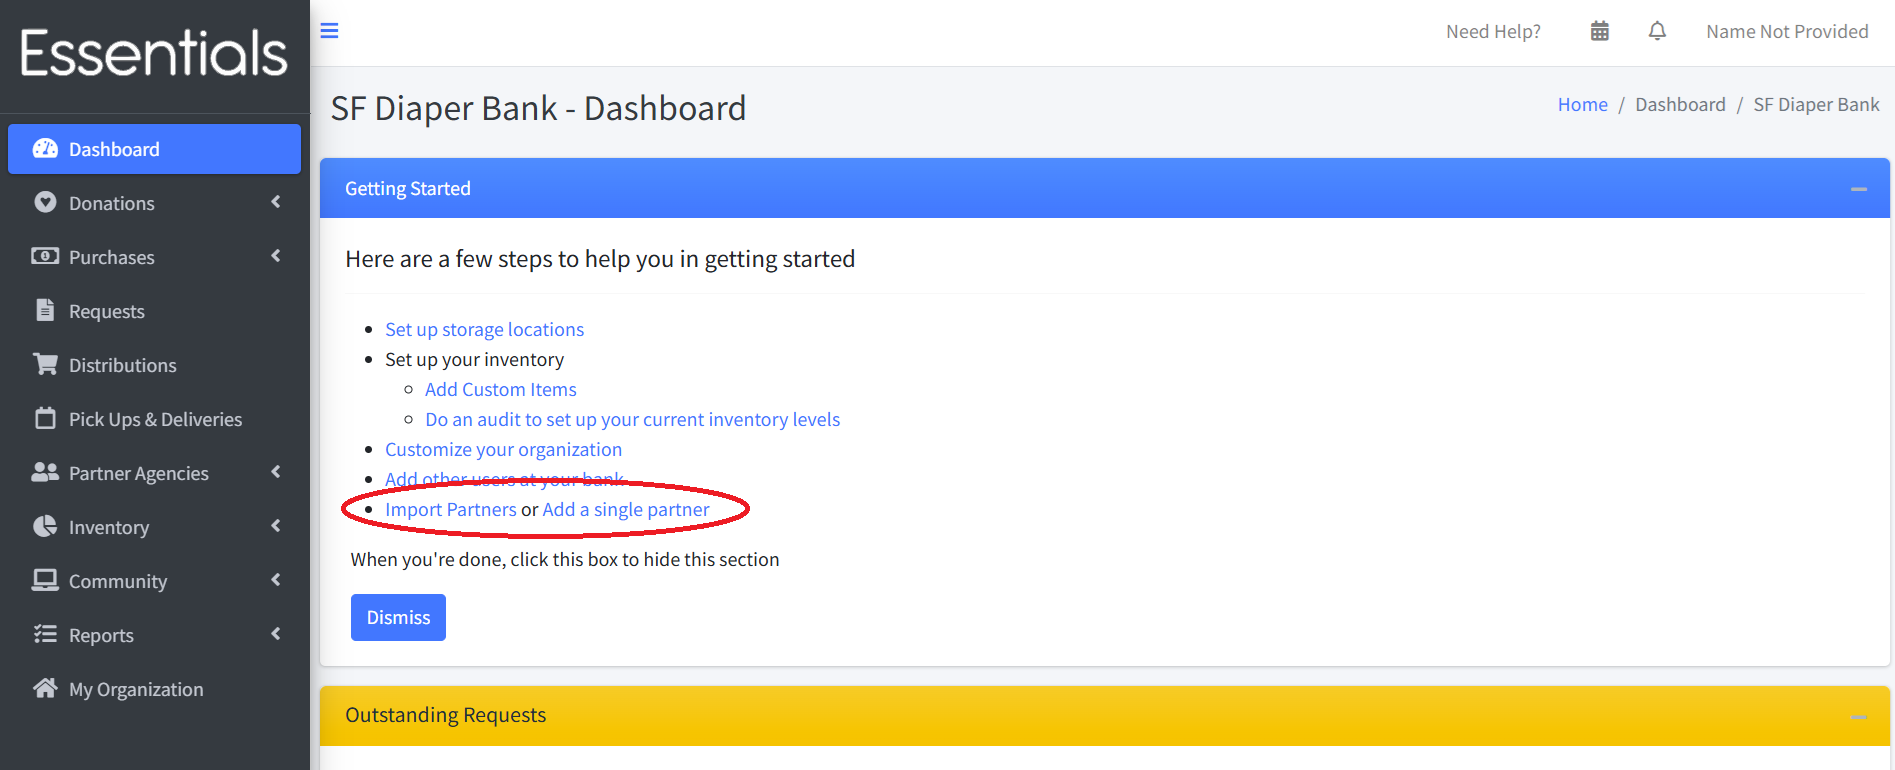 Essentials
Need Help?
Name Not Provided
SF Diaper Bank - Dashboard
Home / Dashboard / SF Diaper Bank
Dashboard
Donations
Purchases
Requests
Distributions
Pick Ups & Deliveries
Partner Agencies
Inventory
Community
Reports
My Organization
Getting Started
Here are a few steps to help you in getting started
Set up storage locations
Set up your inventory
Add Custom Items
Do an audit to set up your current inventory levels
Customize your organization
Add other users at your bank
Import Partners or Add a single partner
When you're done, click this box to hide this section
Dismiss
Outstanding Requests